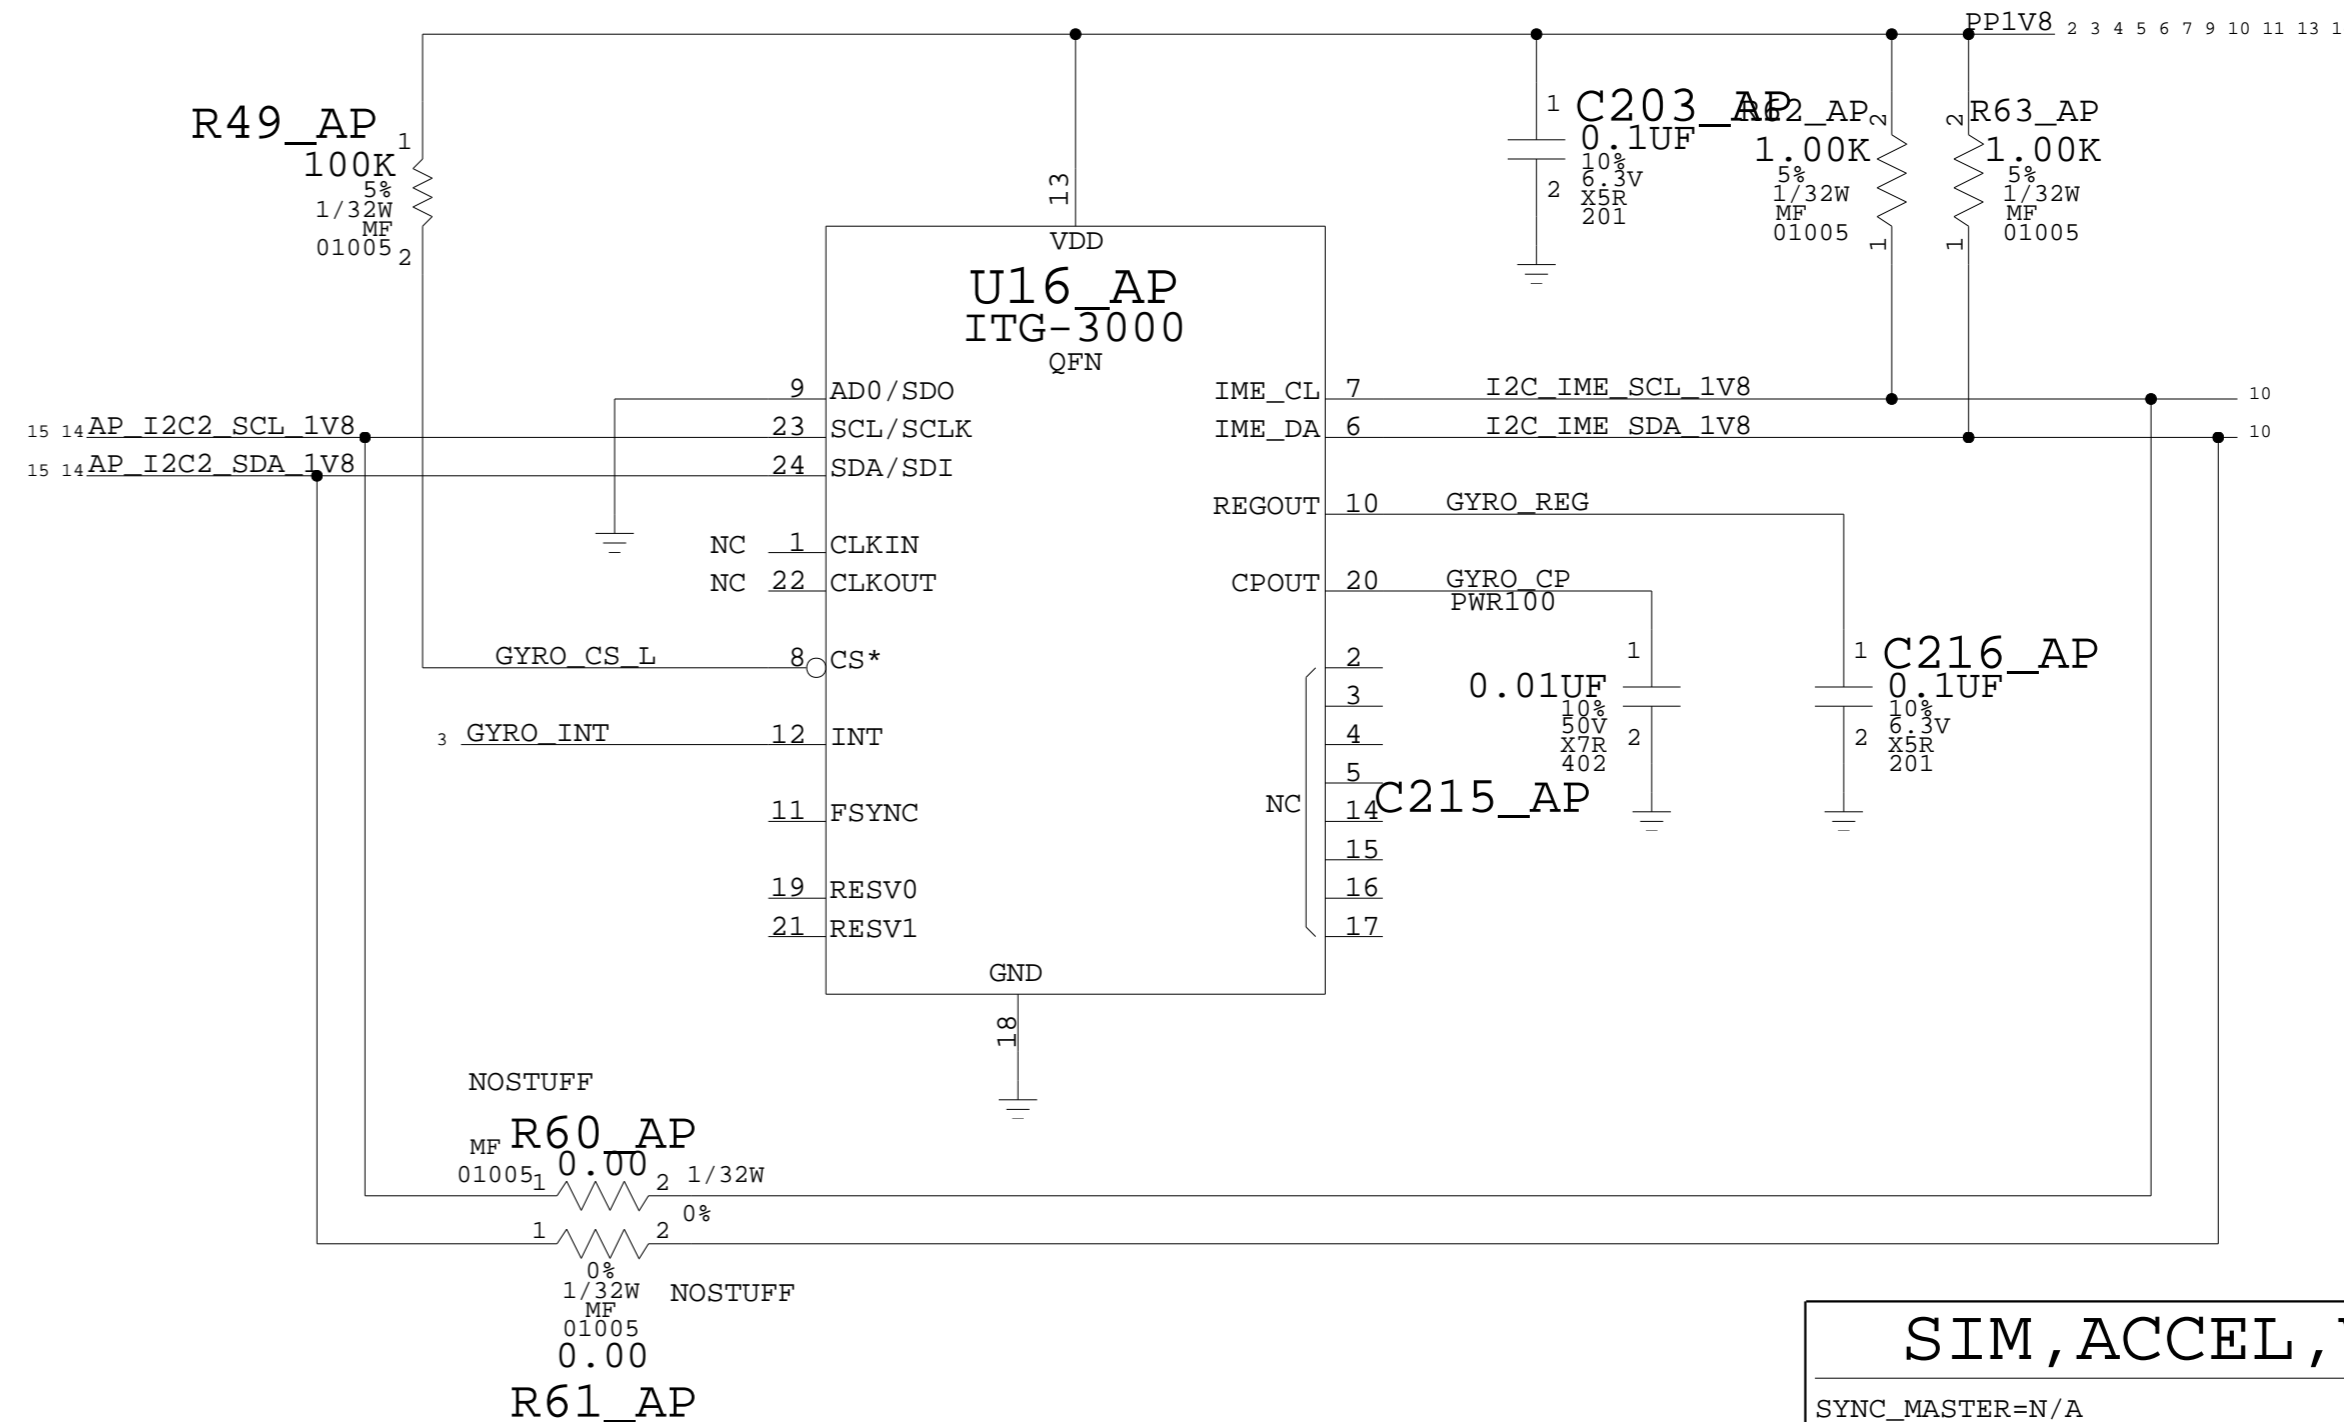 PP1V8 2 3 4 5 6 7 9 10 11 13 1
R49_AP
1
100K
5%
1/32W
MF
01005
2
13
1
C203_AP
0.1UF
10%
6.3V
X5R
201
2
R62_AP
2
1.00K
5%
1/32W
MF
01005
1
2
R63_AP
1.00K
5%
1/32W
MF
01005
1
VDD
U16_AP
ITG-3000
QFN
9 AD0/SDO
15 14 AP_I2C2_SCL_1V8
23 SCL/SCLK
15 14 AP_I2C2_SDA_1V8
24 SDA/SDI
NC 1 CLKIN
NC 22 CLKOUT
GYRO_CS_L 8 CS*
3 GYRO_INT 12 INT
11 FSYNC
19 RESV0
21 RESV1
IME_CL 7 I2C_IME_SCL_1V8 10
IME_DA 6 I2C_IME SDA_1V8 10
REGOUT 10 GYRO_REG
CPOUT 20 GYRO_CP
PWR100
NC
2
3
4
5
14
15
16
17
1
0.01UF
10%
50V
X7R
402
2
C215_AP
1
C216_AP
0.1UF
10%
6.3V
X5R
201
2
GND
18
NOSTUFF
R60_AP
MF
01005
0.00
1
2
1/32W
0%
1
2
0%
1/32W
MF
01005
0.00
NOSTUFF
R61_AP
SIM,ACCEL,
SYNC_MASTER=N/A